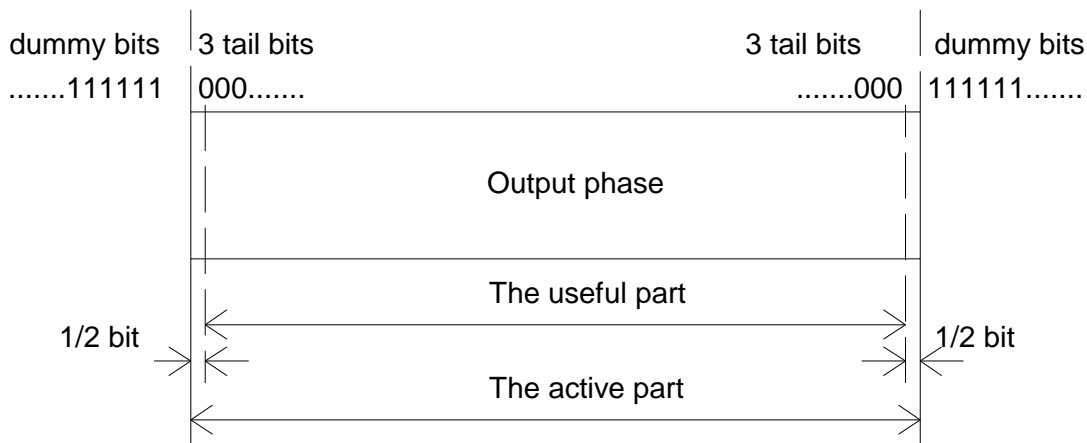 dummy bits 3 tail bits 3 tail bits dummy bits
.......111111 000....... .......000 111111.......
Output phase
The useful part
1/2 bit 1/2 bit
The active part